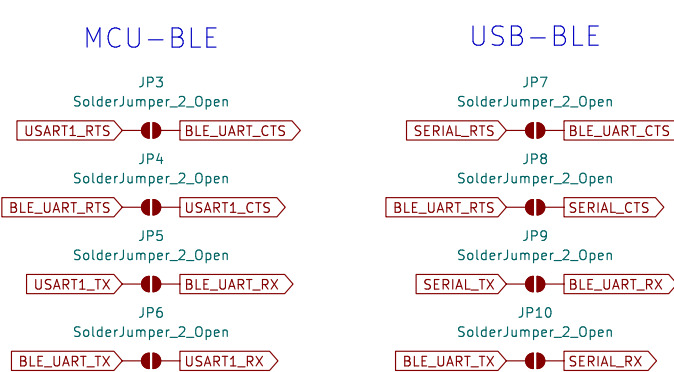 MCU-BLE
JP3
SolderJumper_2_Open
USART1_RTS BLE_UART_CTS
JP4
SolderJumper_2_Open
BLE_UART_RTS USART1_CTS
JP5
SolderJumper_2_Open
USART1_TX BLE_UART_RX
JP6
SolderJumper_2_Open
BLE_UART_TX USART1_RX
USB-BLE
JP7
SolderJumper_2_Open
SERIAL_RTS BLE_UART_CTS
JP8
SolderJumper_2_Open
BLE_UART_RTS SERIAL_CTS
JP9
SolderJumper_2_Open
SERIAL_TX BLE_UART_RX
JP10
SolderJumper_2_Open
BLE_UART_TX SERIAL_RX